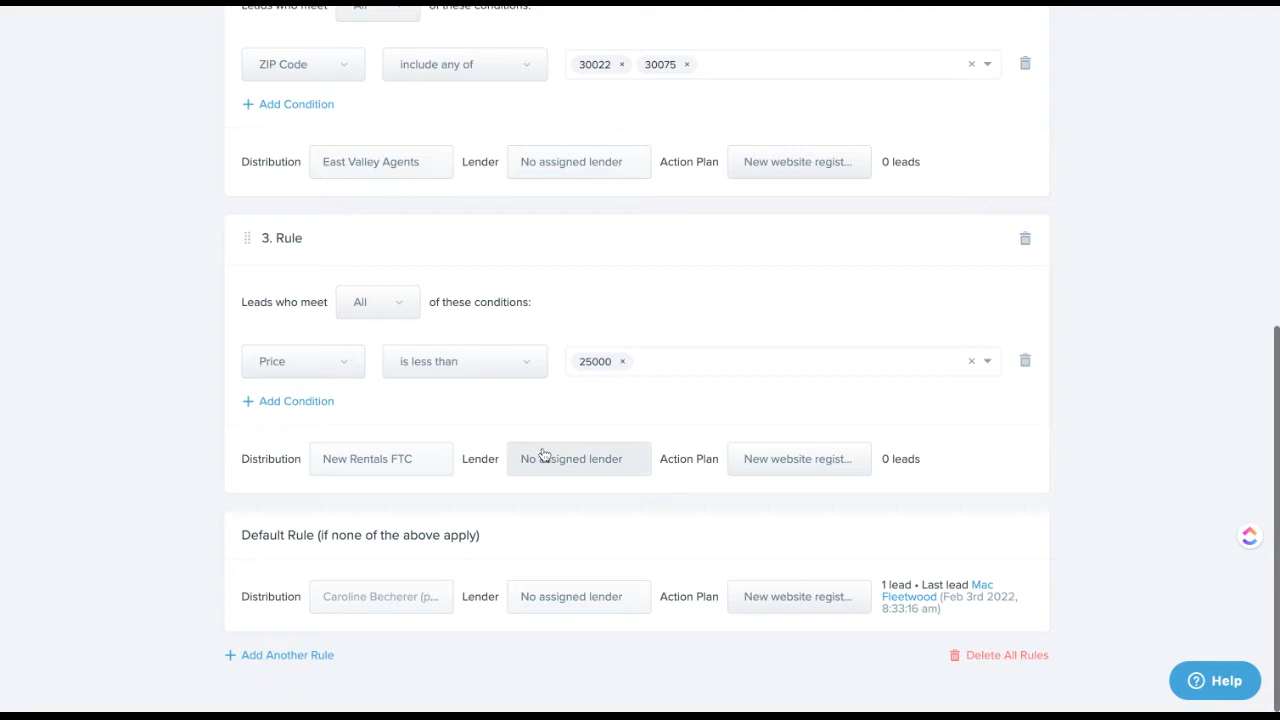 Leads who meet All of these conditions:
ZIP Code include any of 30022 × 30075 ×
+ Add Condition
Distribution East Valley Agents Lender No assigned lender Action Plan New website regist... 0 leads
3. Rule
Leads who meet All of these conditions:
Price is less than 25000 ×
+ Add Condition
Distribution New Rentals FTC Lender No assigned lender Action Plan New website regist... 0 leads
Default Rule (if none of the above apply)
Distribution Caroline Becherer (p... Lender No assigned lender Action Plan New website regist... 1 lead • Last lead Mac
Fleetwood (Feb 3rd 2022,
8:33:16 am)
+ Add Another Rule Delete All Rules
Help